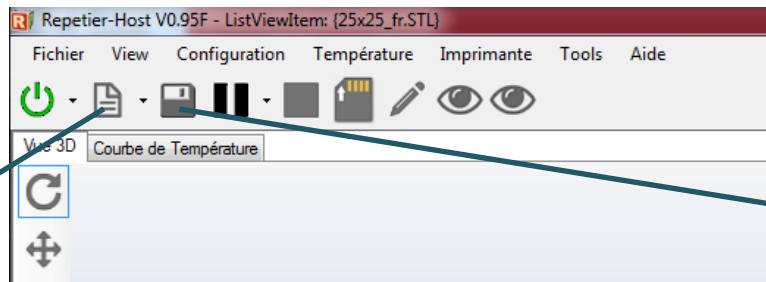 Repetier-Host V0.95F - ListViewItem: {25x25_fr.STL}
Fichier View Configuration Température Imprimante Tools Aide
Vue 3D Courbe de Température